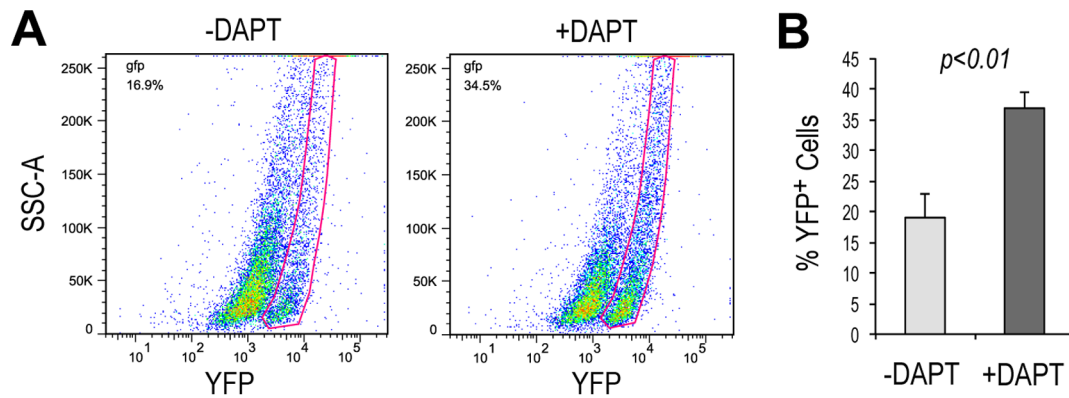 A
-DAPT
+DAPT
B
gfp
16.9%
250K
200K
150K
100K
50K
0
10^1 10^2 10^3 10^4 10^5
SSC-A
YFP
gfp
34.5%
250K
200K
150K
100K
50K
0
10^1 10^2 10^3 10^4 10^5
YFP
p<0.01
45
40
35
30
25
20
15
10
5
0
% YFP+ Cells
-DAPT +DAPT